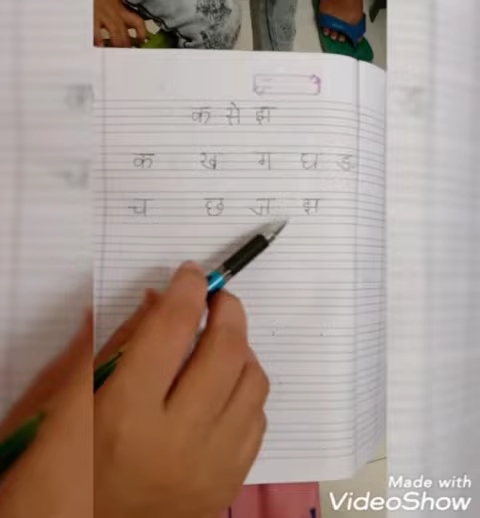 क से झ
क ख ग घ ड
च छ ज झ
Made with
VideoShow